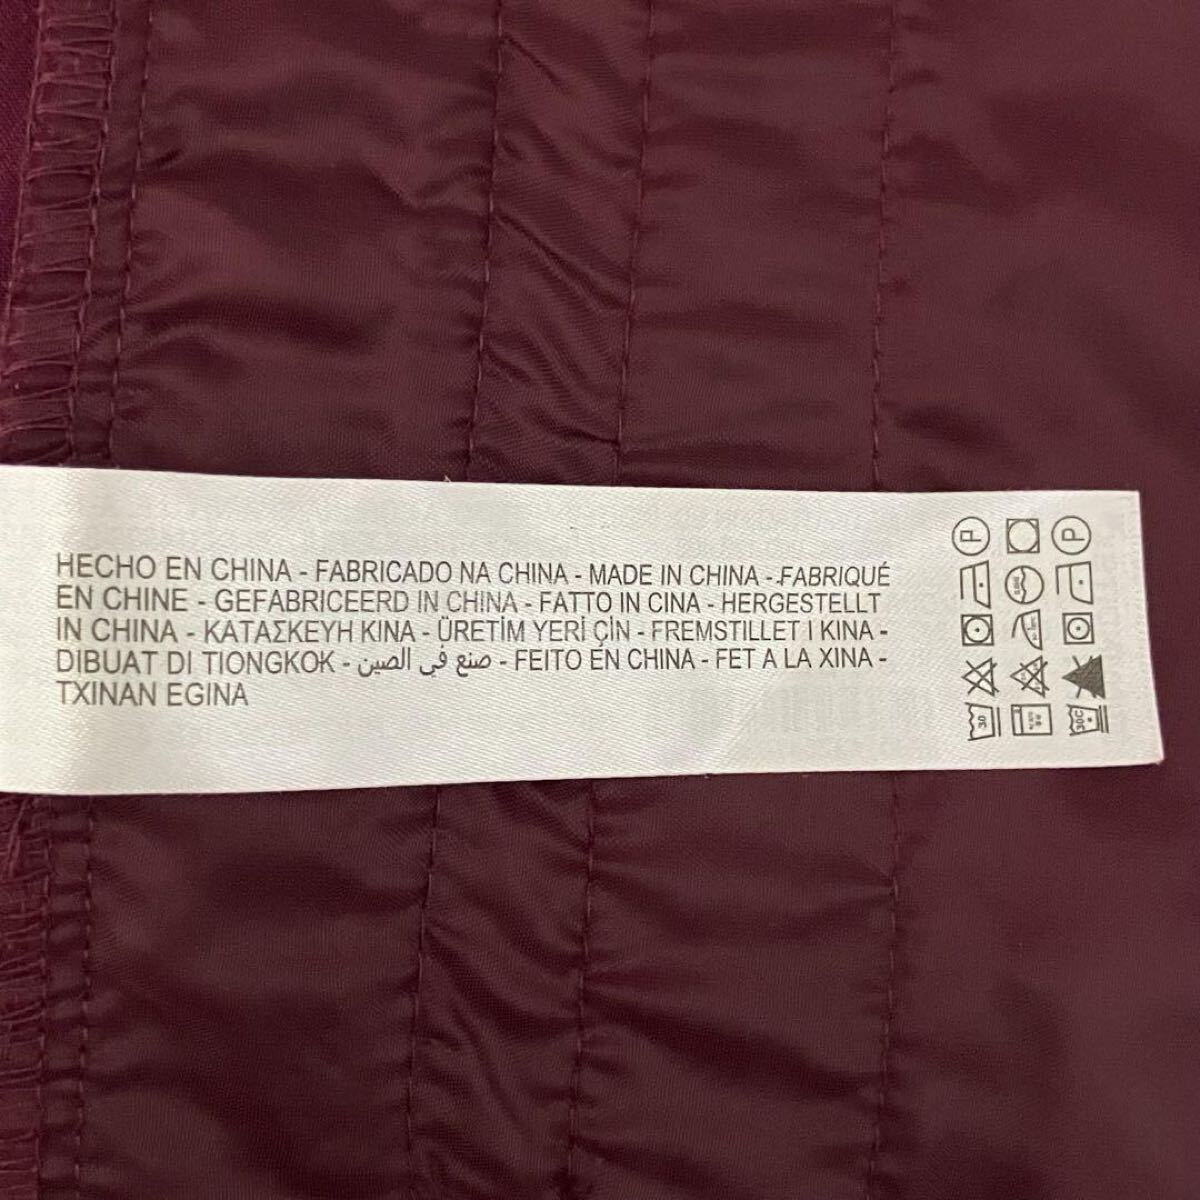 HECHO EN CHINA - FABRICADO NA CHINA - MADE IN CHINA - FABRIQUÉ
EN CHINE - GEFABRICEERD IN CHINA - FATTO IN CINA - HERGESTELLT
IN CHINA - ΚΑΤΑΣΚΕΥΗ ΚΙΝΑ - ÜRETİM YERİ ÇİN - FREMSTILLET I KINA -
DIBUAT DI TIONGKOK - صنع في الصين - FEITO EN CHINA - FET A LA XINA -
TXINAN EGINA
P P
30 30C